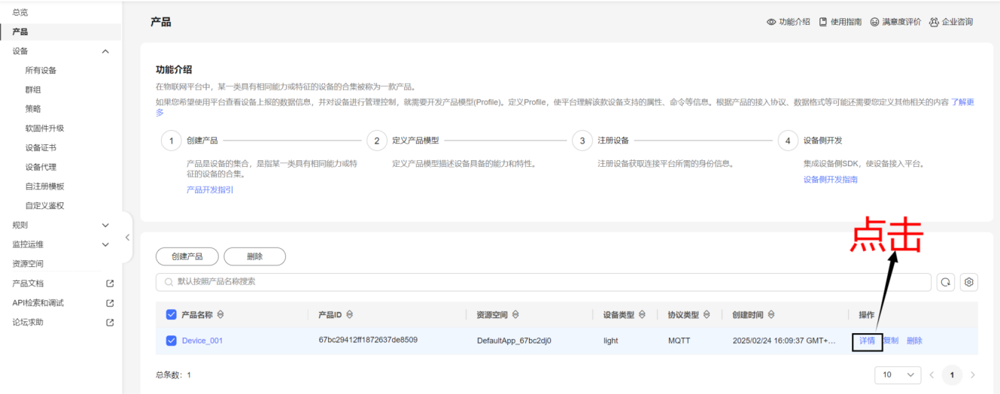 总览
产品
设备
所有设备
群组
策略
软固件升级
设备证书
设备代理
自注册模板
自定义鉴权
规则
监控运维
资源空间
产品文档
API检索和调试
论坛求助
产品
功能介绍 使用指南 满意度评价 企业咨询
功能介绍
在物联网平台中，某一类具有相同能力或特征的设备的合集被称为一款产品。
如果您希望使用平台查看设备上报的数据信息，并对设备进行管理控制，就需要开发产品模型(Profile)。定义Profile，使平台理解该款设备支持的属性、命令等信息。根据产品的接入协议、数据格式等可能还需要您定义其他相关的内容 了解更
多
1 创建产品 2 定义产品模型 3 注册设备 4 设备侧开发
产品是设备的集合，是指某一类具有相同能力或特 定义产品模型描述设备具备的能力和特性。 注册设备获取连接平台所需的身份信息。 集成设备侧SDK，使设备接入平台。
征的设备的合集。
产品开发指引 设备侧开发指南
点击
创建产品 删除
默认按照产品名称搜索
产品名称 产品ID 资源空间 设备类型 协议类型 创建时间 操作
Device_001 67bc29412ff1872637de8509 DefaultApp_67bc2dj0 light MQTT 2025/02/24 16:09:37 GMT+... 详情 复制 删除
总条数：1 10 1